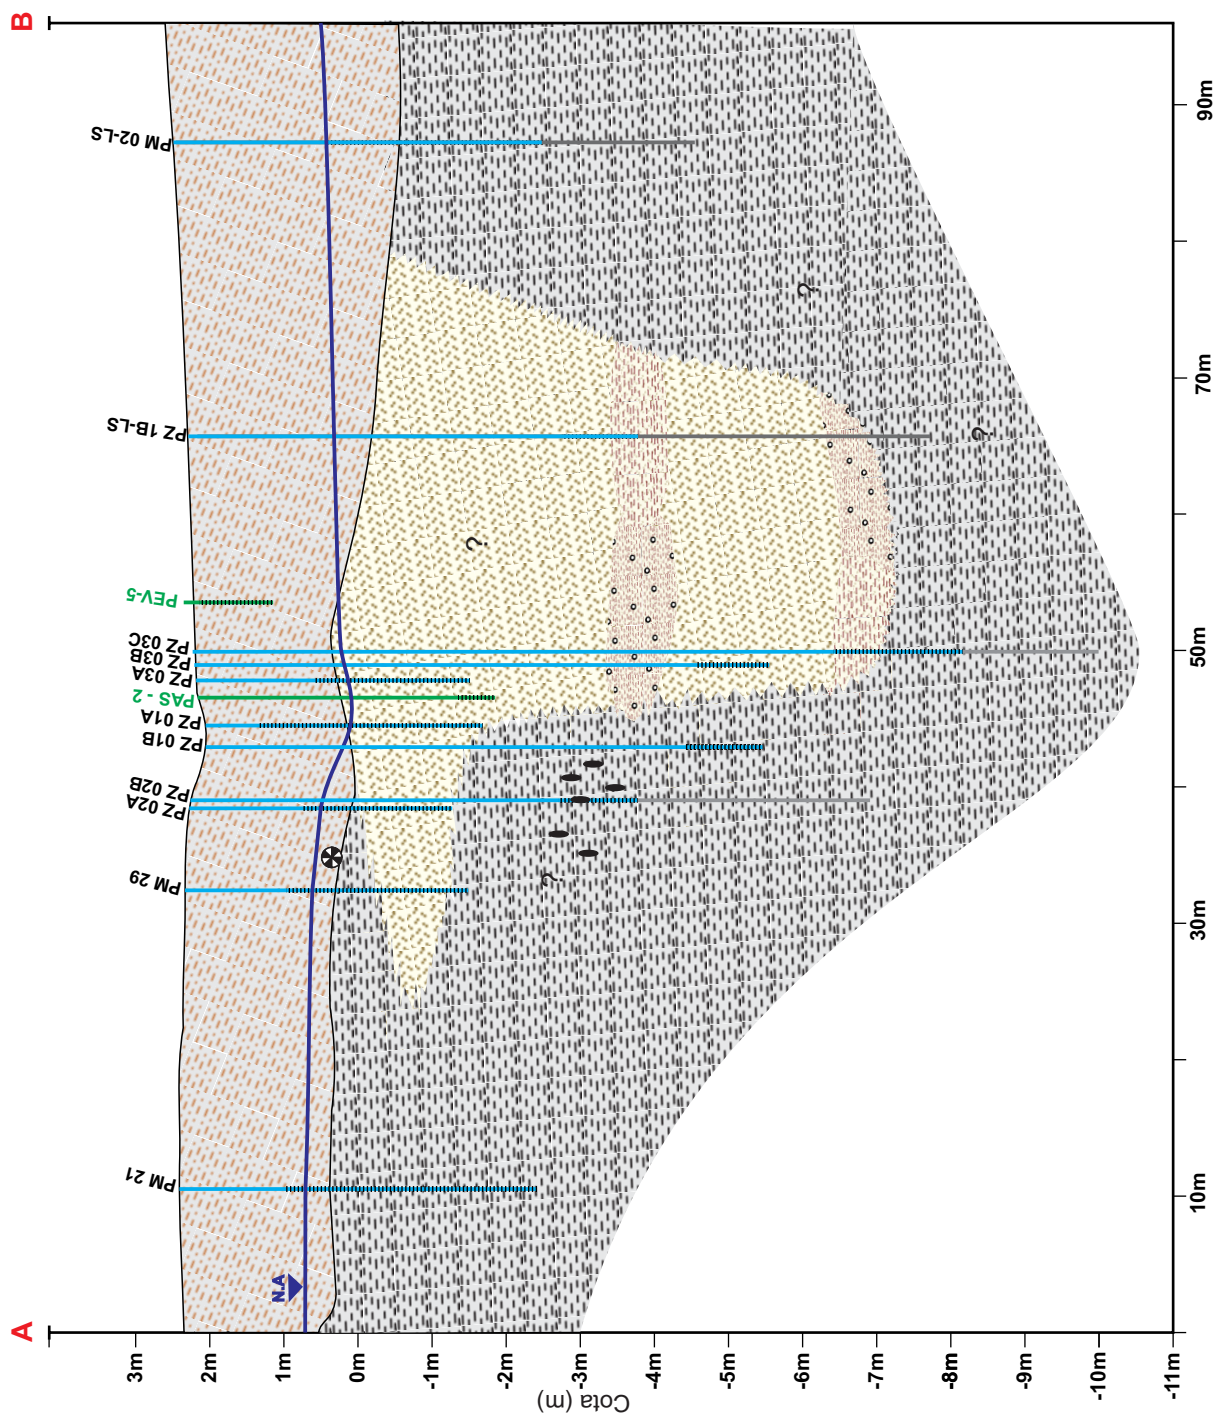 A
B
PM 21
PM 29
PZ 02A
PZ 02B
PZ 01B
PZ 01A
PAS - 2
PZ 03A
PZ 03B
PZ 03C
PEV-5
PZ 1B-LS
PM 02-LS
N.A
?
?
?
?
3m
2m
1m
0m
-1m
-2m
-3m
-4m
-5m
-6m
-7m
-8m
-9m
-10m
-11m
Cota (m)
10m
30m
50m
70m
90m